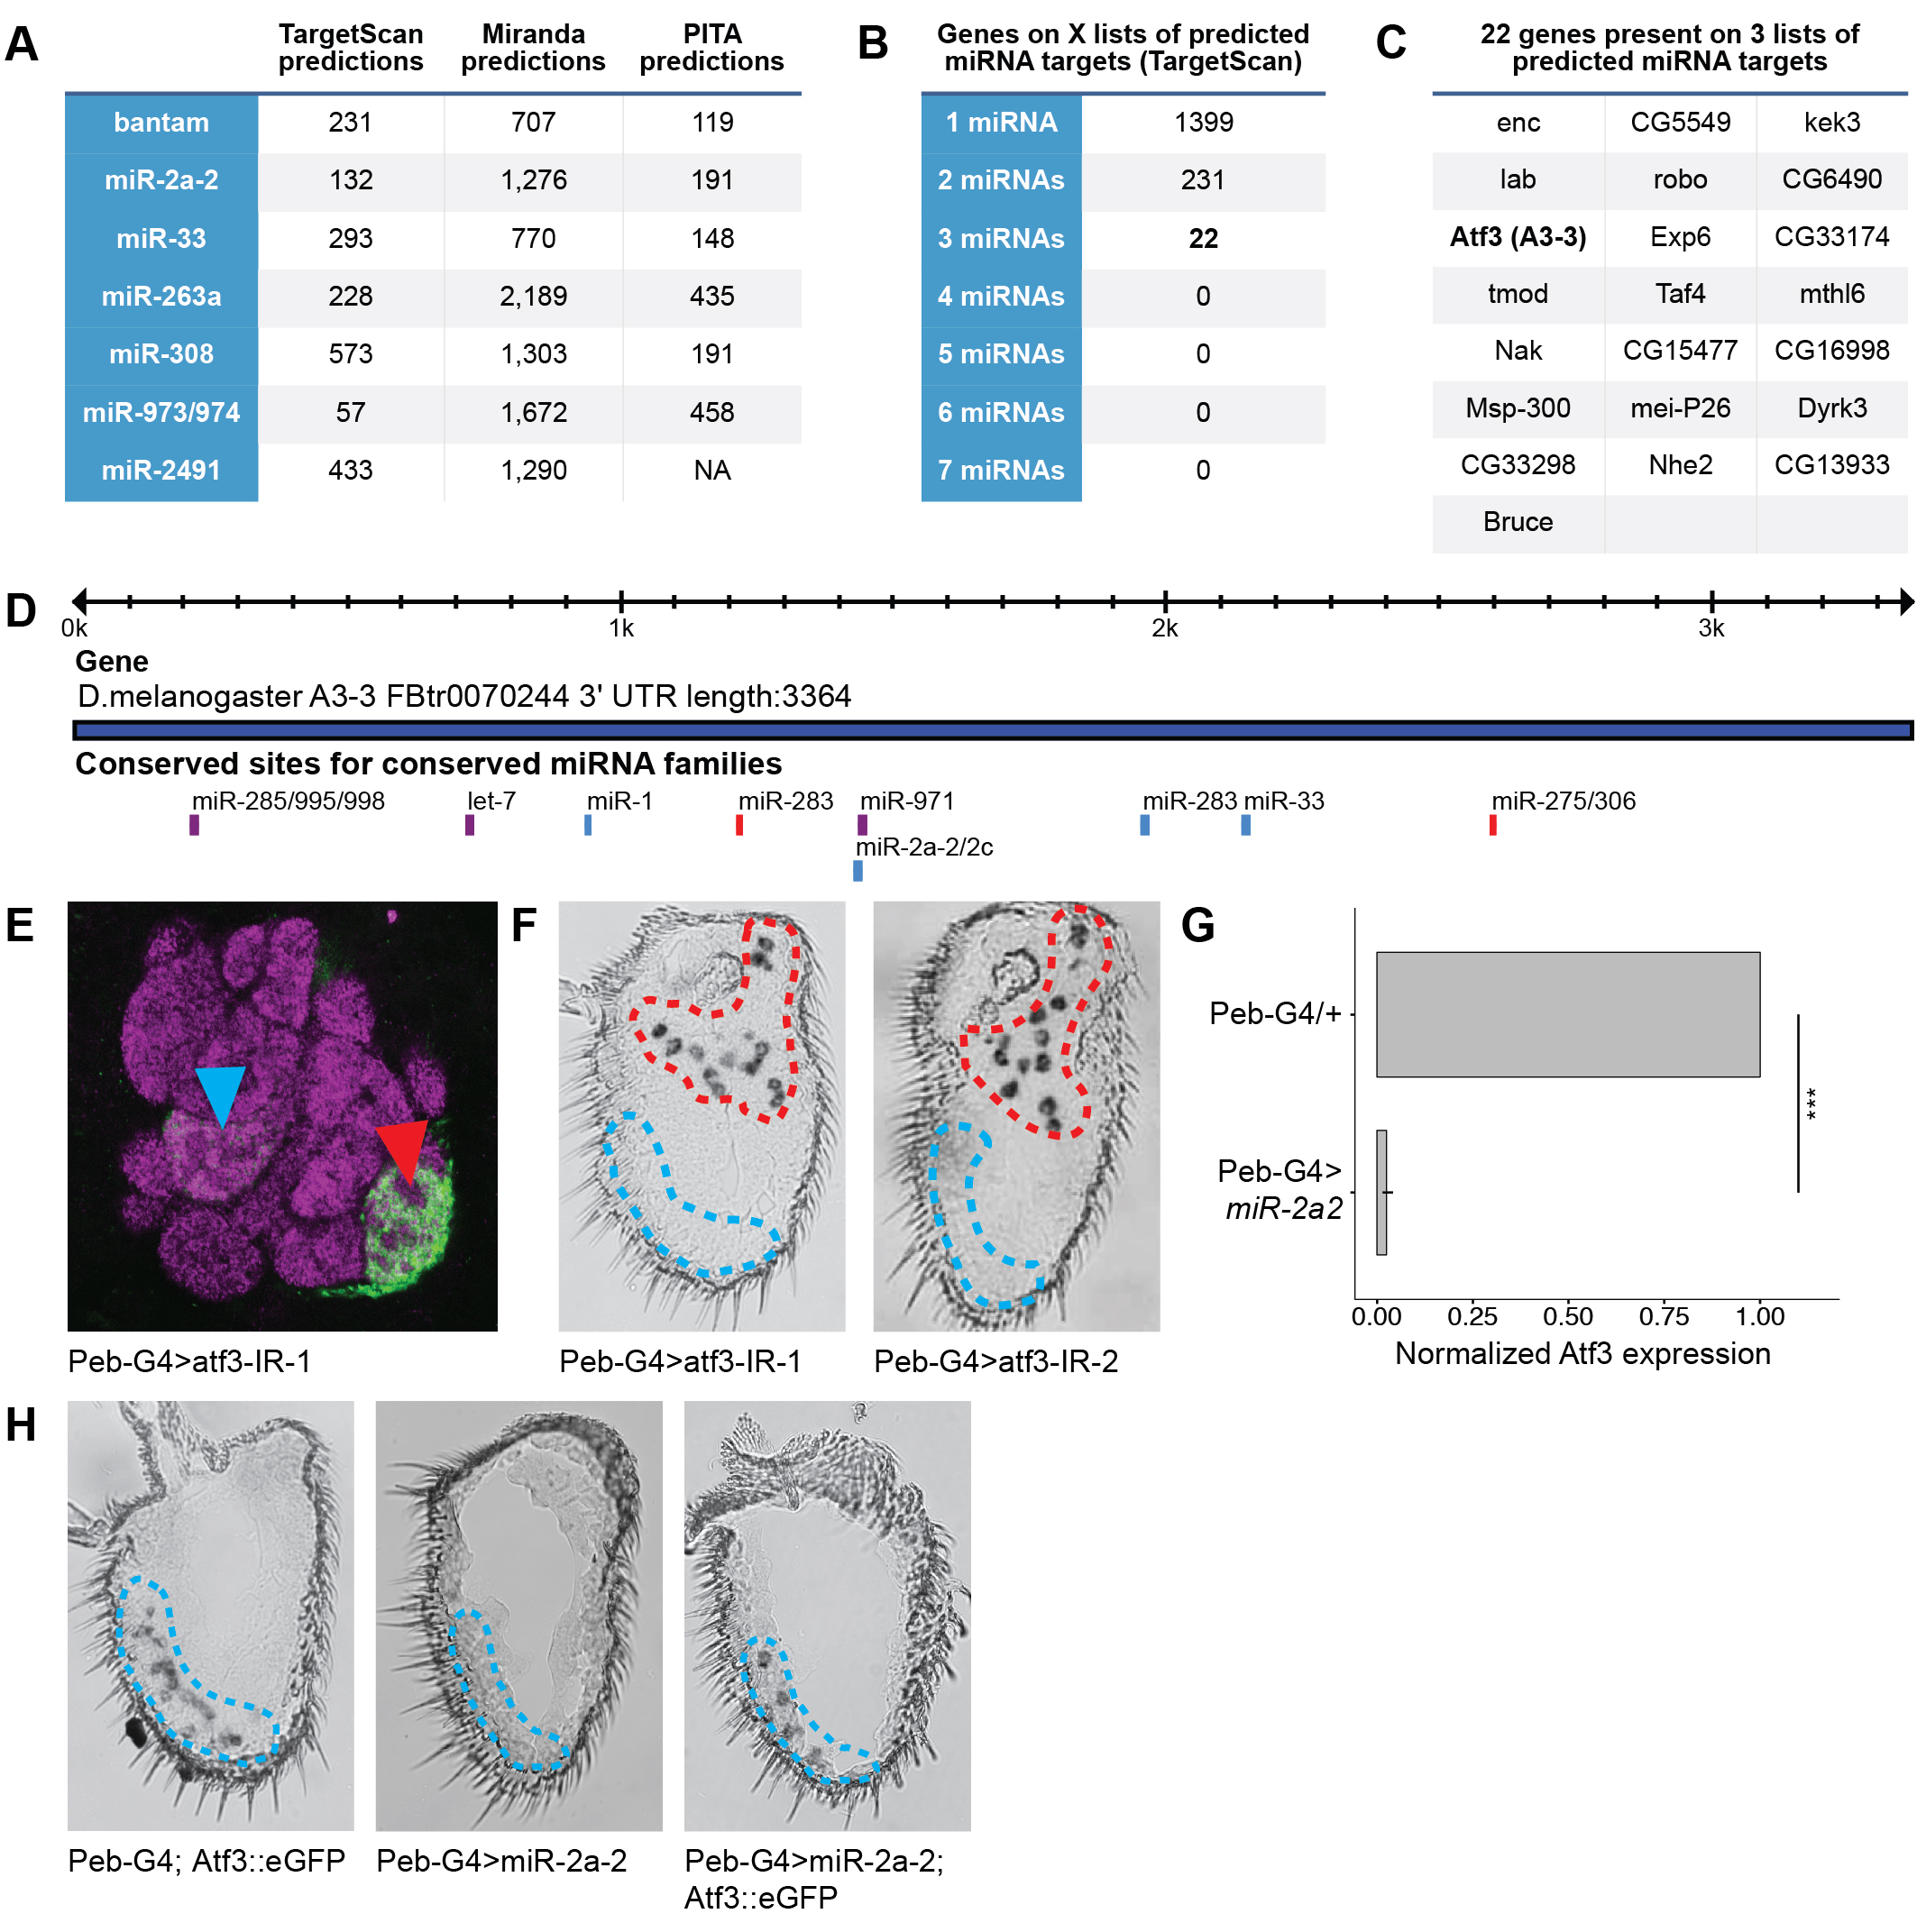 A
TargetScan predictions
Miranda predictions
PITA predictions
bantam 231 707 119
miR-2a-2 132 1,276 191
miR-33 293 770 148
miR-263a 228 2,189 435
miR-308 573 1,303 191
miR-973/974 57 1,672 458
miR-2491 433 1,290 NA
B
Genes on X lists of predicted
miRNA targets (TargetScan)
1 miRNA 1399
2 miRNAs 231
3 miRNAs 22
4 miRNAs 0
5 miRNAs 0
6 miRNAs 0
7 miRNAs 0
C
22 genes present on 3 lists of
predicted miRNA targets
enc CG5549 kek3
lab robo CG6490
Atf3 (A3-3) Exp6 CG33174
tmod Taf4 mthl6
Nak CG15477 CG16998
Msp-300 mei-P26 Dyrk3
CG33298 Nhe2 CG13933
Bruce
D
0k 1k 2k 3k
Gene
D.melanogaster A3-3 FBtr0070244 3' UTR length:3364
Conserved sites for conserved miRNA families
miR-285/995/998 let-7 miR-1 miR-283 miR-971 miR-283 miR-33 miR-275/306
miR-2a-2/2c
E
Peb-G4>atf3-IR-1
F
Peb-G4>atf3-IR-1
Peb-G4>atf3-IR-2
G
Peb-G4/+
Peb-G4>
miR-2a2
***
0.00 0.25 0.50 0.75 1.00
Normalized Atf3 expression
H
Peb-G4; Atf3::eGFP
Peb-G4>miR-2a-2
Peb-G4>miR-2a-2;
Atf3::eGFP